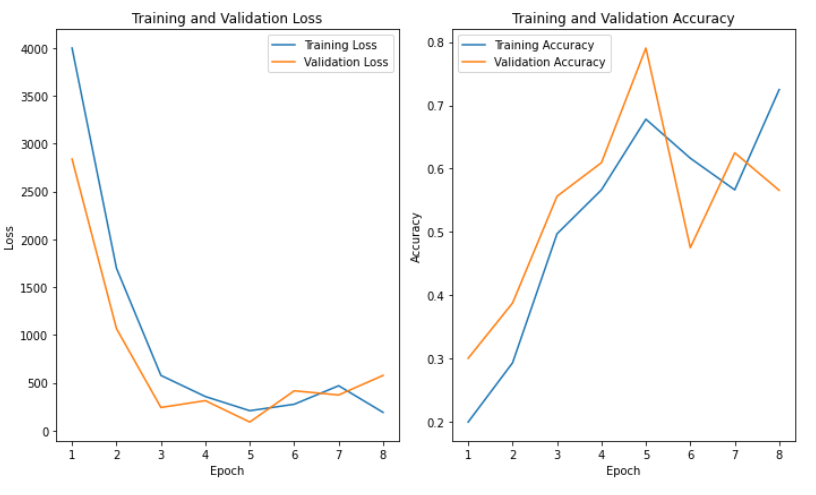 Training and Validation Loss
Training Loss
Validation Loss
4000
3500
3000
2500
2000
1500
1000
500
0
Loss
1 2 3 4 5 6 7 8
Epoch
Training and Validation Accuracy
Training Accuracy
Validation Accuracy
0.8
0.7
0.6
0.5
0.4
0.3
0.2
Accuracy
1 2 3 4 5 6 7 8
Epoch